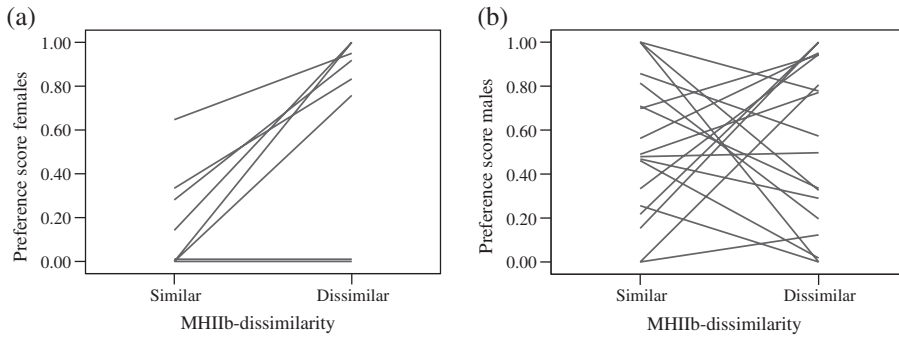 (a)
Preference score females
1.00
0.80
0.60
0.40
0.20
0.00
Similar Dissimilar
MHIIb-dissimilarity
(b)
Preference score males
1.00
0.80
0.60
0.40
0.20
0.00
Similar Dissimilar
MHIIb-dissimilarity